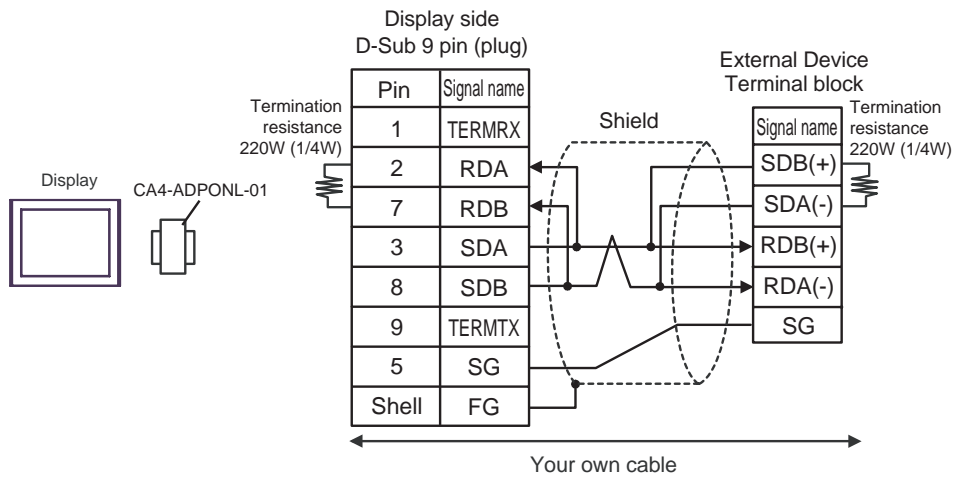 Display side
D-Sub 9 pin (plug)
External Device
Terminal block
Termination
resistance
220W (1/4W)
Pin Signal name
1 TERMRX
2 RDA
7 RDB
3 SDA
8 SDB
9 TERMTX
5 SG
Shell FG
Shield
Signal name
SDB(+)
SDA(-)
RDB(+)
RDA(-)
SG
Termination
resistance
220W (1/4W)
Display
CA4-ADPONL-01
Your own cable